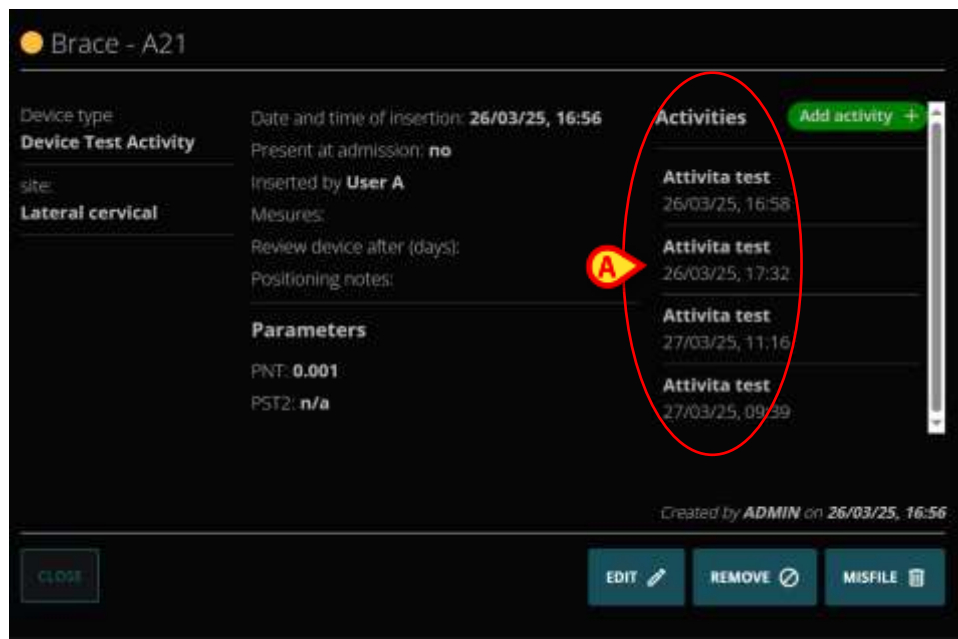 Brace - A21
Device type
Device Test Activity
site:
Lateral cervical
Date and time of insertion: 26/03/25, 16:56
Present at admission: no
Inserted by User A
Mesures:
Review device after (days):
Positioning notes:
Parameters
PNT: 0.001
PST2: n/a
Activities
Add activity +
Attivita test
26/03/25, 16:58
Attivita test
26/03/25, 17:32
Attivita test
27/03/25, 11:16
Attivita test
27/03/25, 09:39
A
Created by ADMIN on 26/03/25, 16:56
CLOSE
EDIT
REMOVE
MISFILE